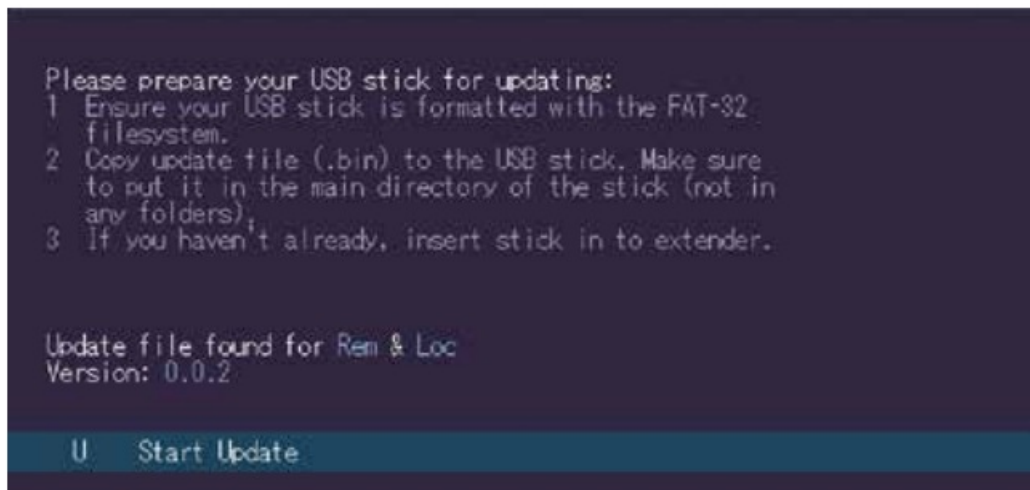 Please prepare your USB stick for updating:
1 Ensure your USB stick is formatted with the FAT-32
filesystem.
2 Copy update file (.bin) to the USB stick. Make sure
to put it in the main directory of the stick (not in
any folders).
3 If you haven't already, insert stick in to extender.
Update file found for Rem & Loc
Version: 0.0.2
U Start Update